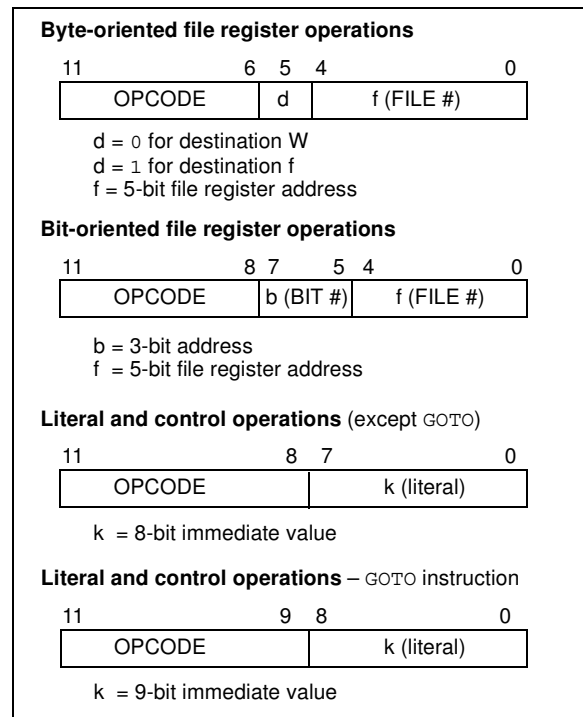 Byte-oriented file register operations
11 6 5 4 0
OPCODE d f (FILE #)
d = 0 for destination W
d = 1 for destination f
f = 5-bit file register address
Bit-oriented file register operations
11 8 7 5 4 0
OPCODE b (BIT #) f (FILE #)
b = 3-bit address
f = 5-bit file register address
Literal and control operations (except GOTO)
11 8 7 0
OPCODE k (literal)
k = 8-bit immediate value
Literal and control operations – GOTO instruction
11 9 8 0
OPCODE k (literal)
k = 9-bit immediate value